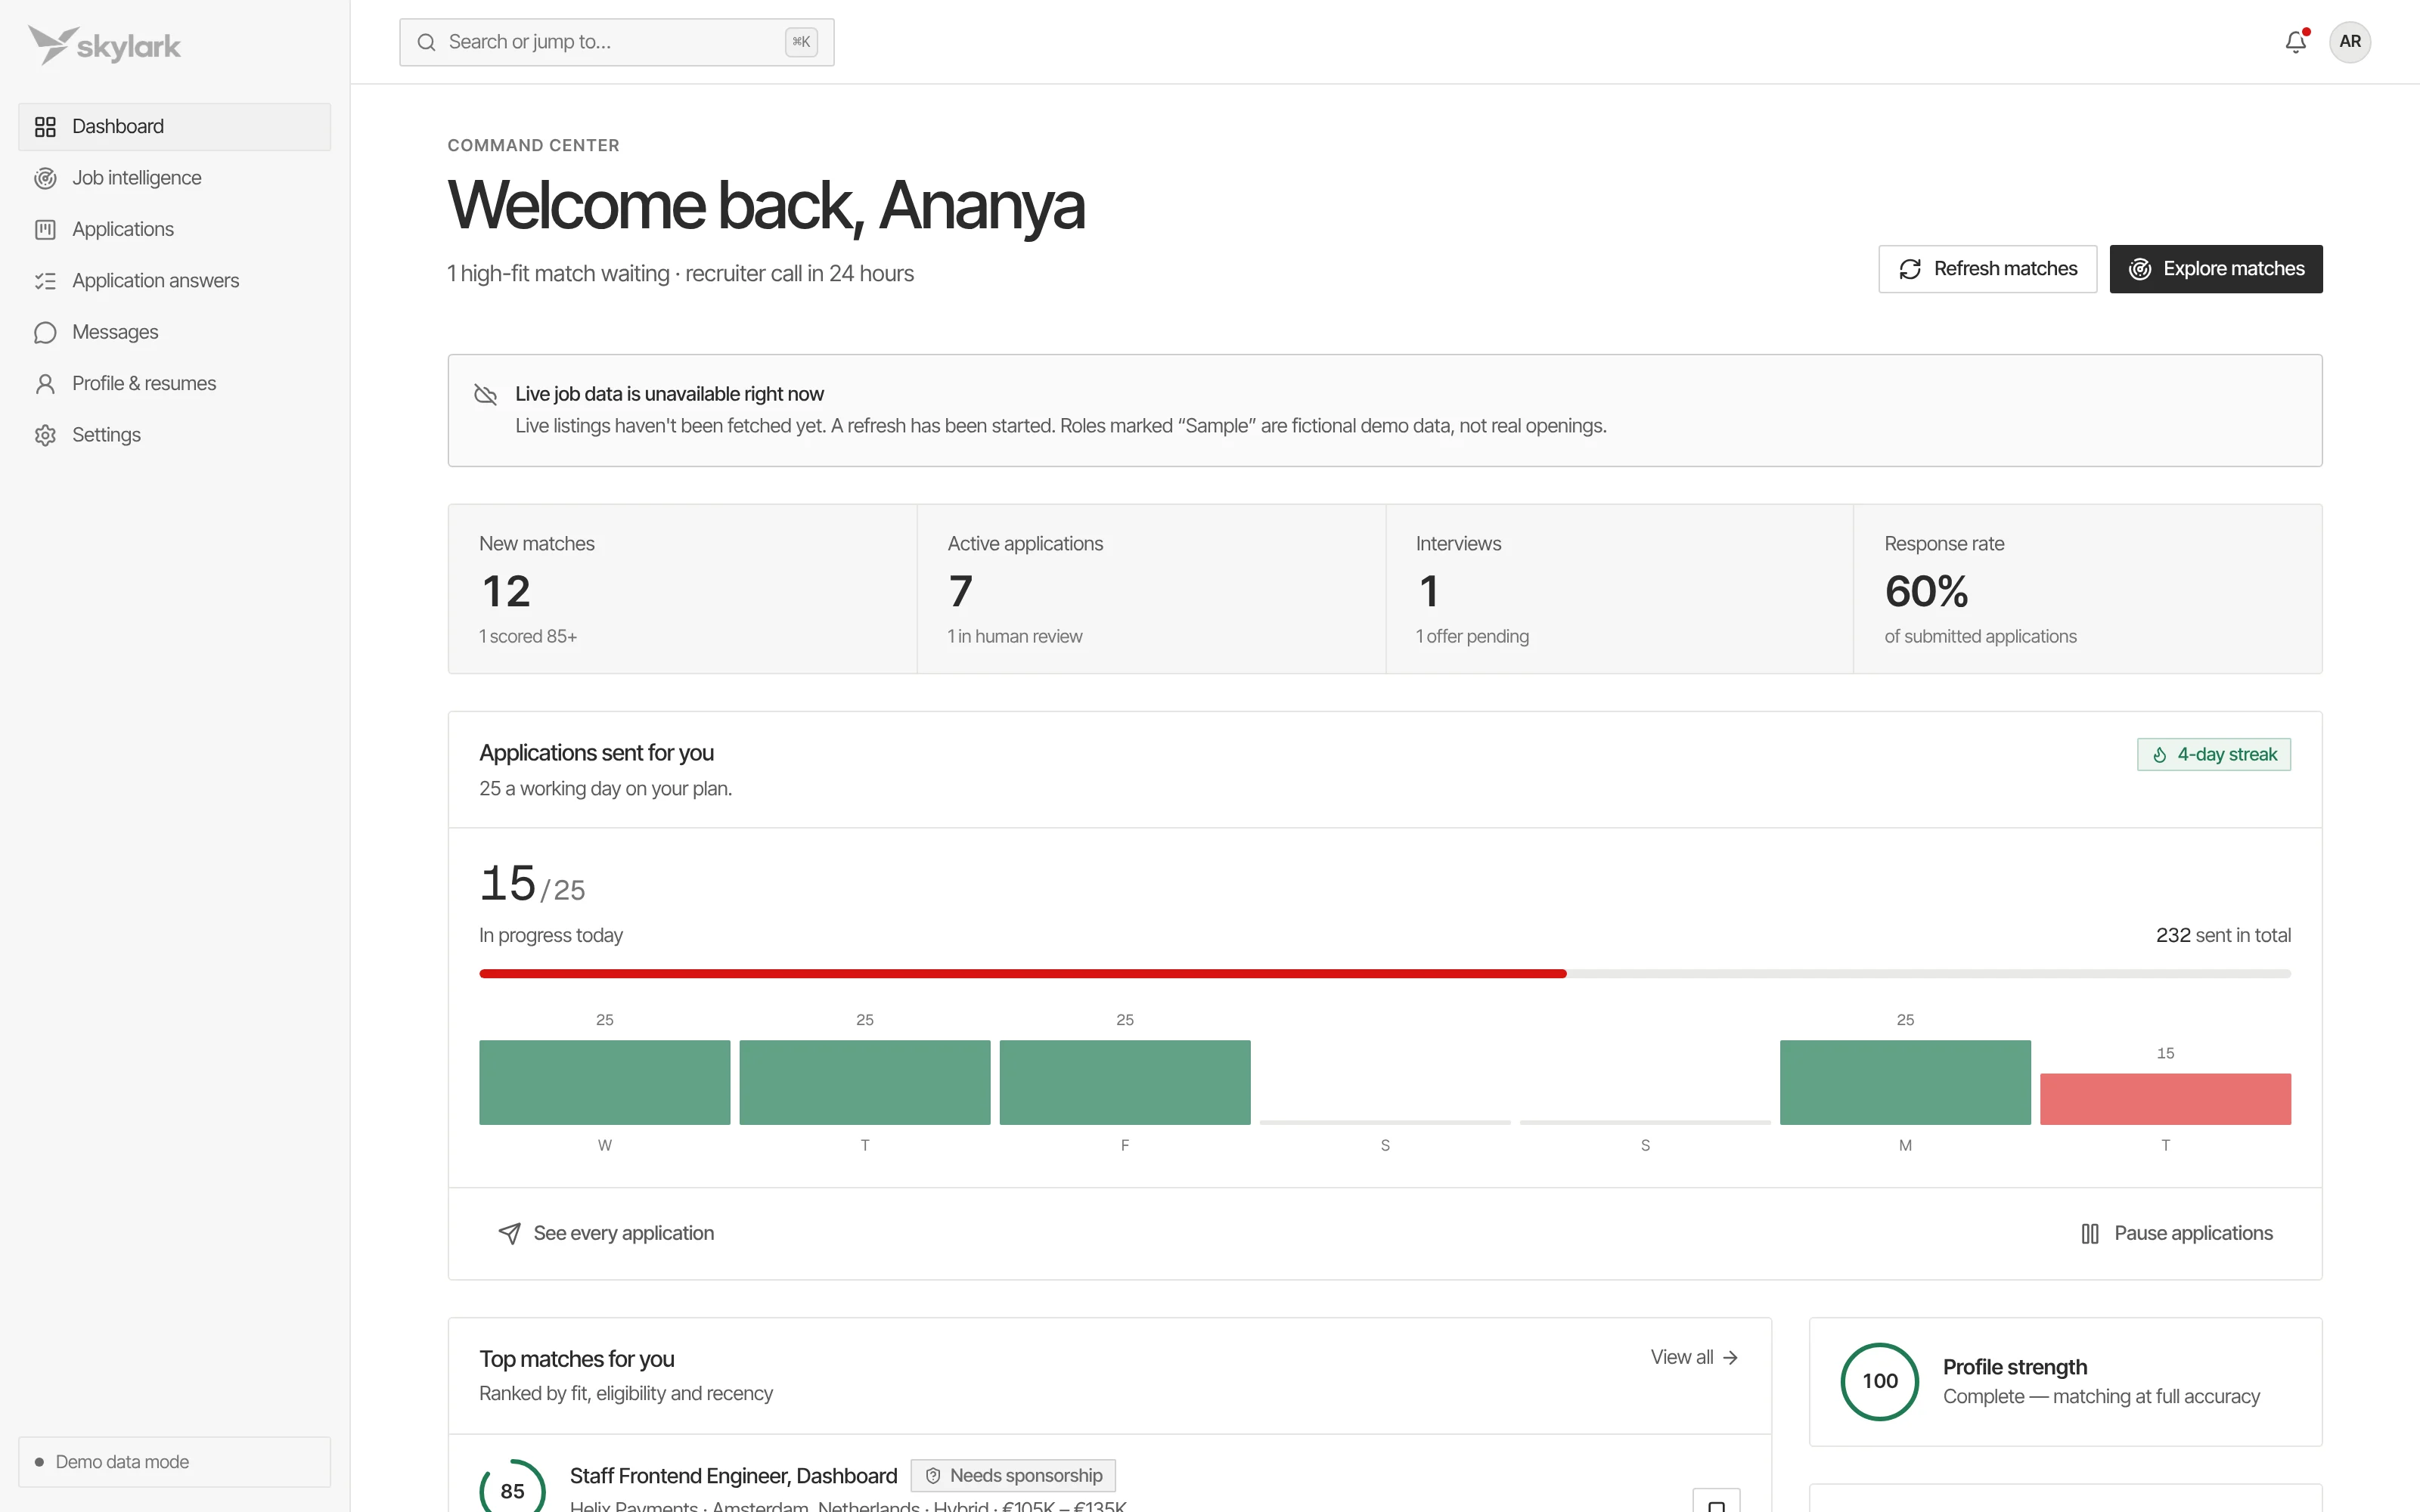 skylark
Search or jump to...
⌘K
AR
Dashboard
Job intelligence
Applications
Application answers
Messages
Profile & resumes
Settings
Demo data mode
COMMAND CENTER
Welcome back, Ananya
1 high-fit match waiting · recruiter call in 24 hours
Refresh matches
Explore matches
Live job data is unavailable right now
Live listings haven't been fetched yet. A refresh has been started. Roles marked “Sample” are fictional demo data, not real openings.
New matches
12
1 scored 85+
Active applications
7
1 in human review
Interviews
1
1 offer pending
Response rate
60%
of submitted applications
Applications sent for you
25 a working day on your plan.
4-day streak
15/25
In progress today
232 sent in total
25 25 25 25 15
W T F S S M T
See every application
Pause applications
Top matches for you
Ranked by fit, eligibility and recency
View all →
85
Staff Frontend Engineer, Dashboard
Needs sponsorship
Helix Payments · Amsterdam, Netherlands · Hybrid · €105K – €135K
100
Profile strength
Complete — matching at full accuracy